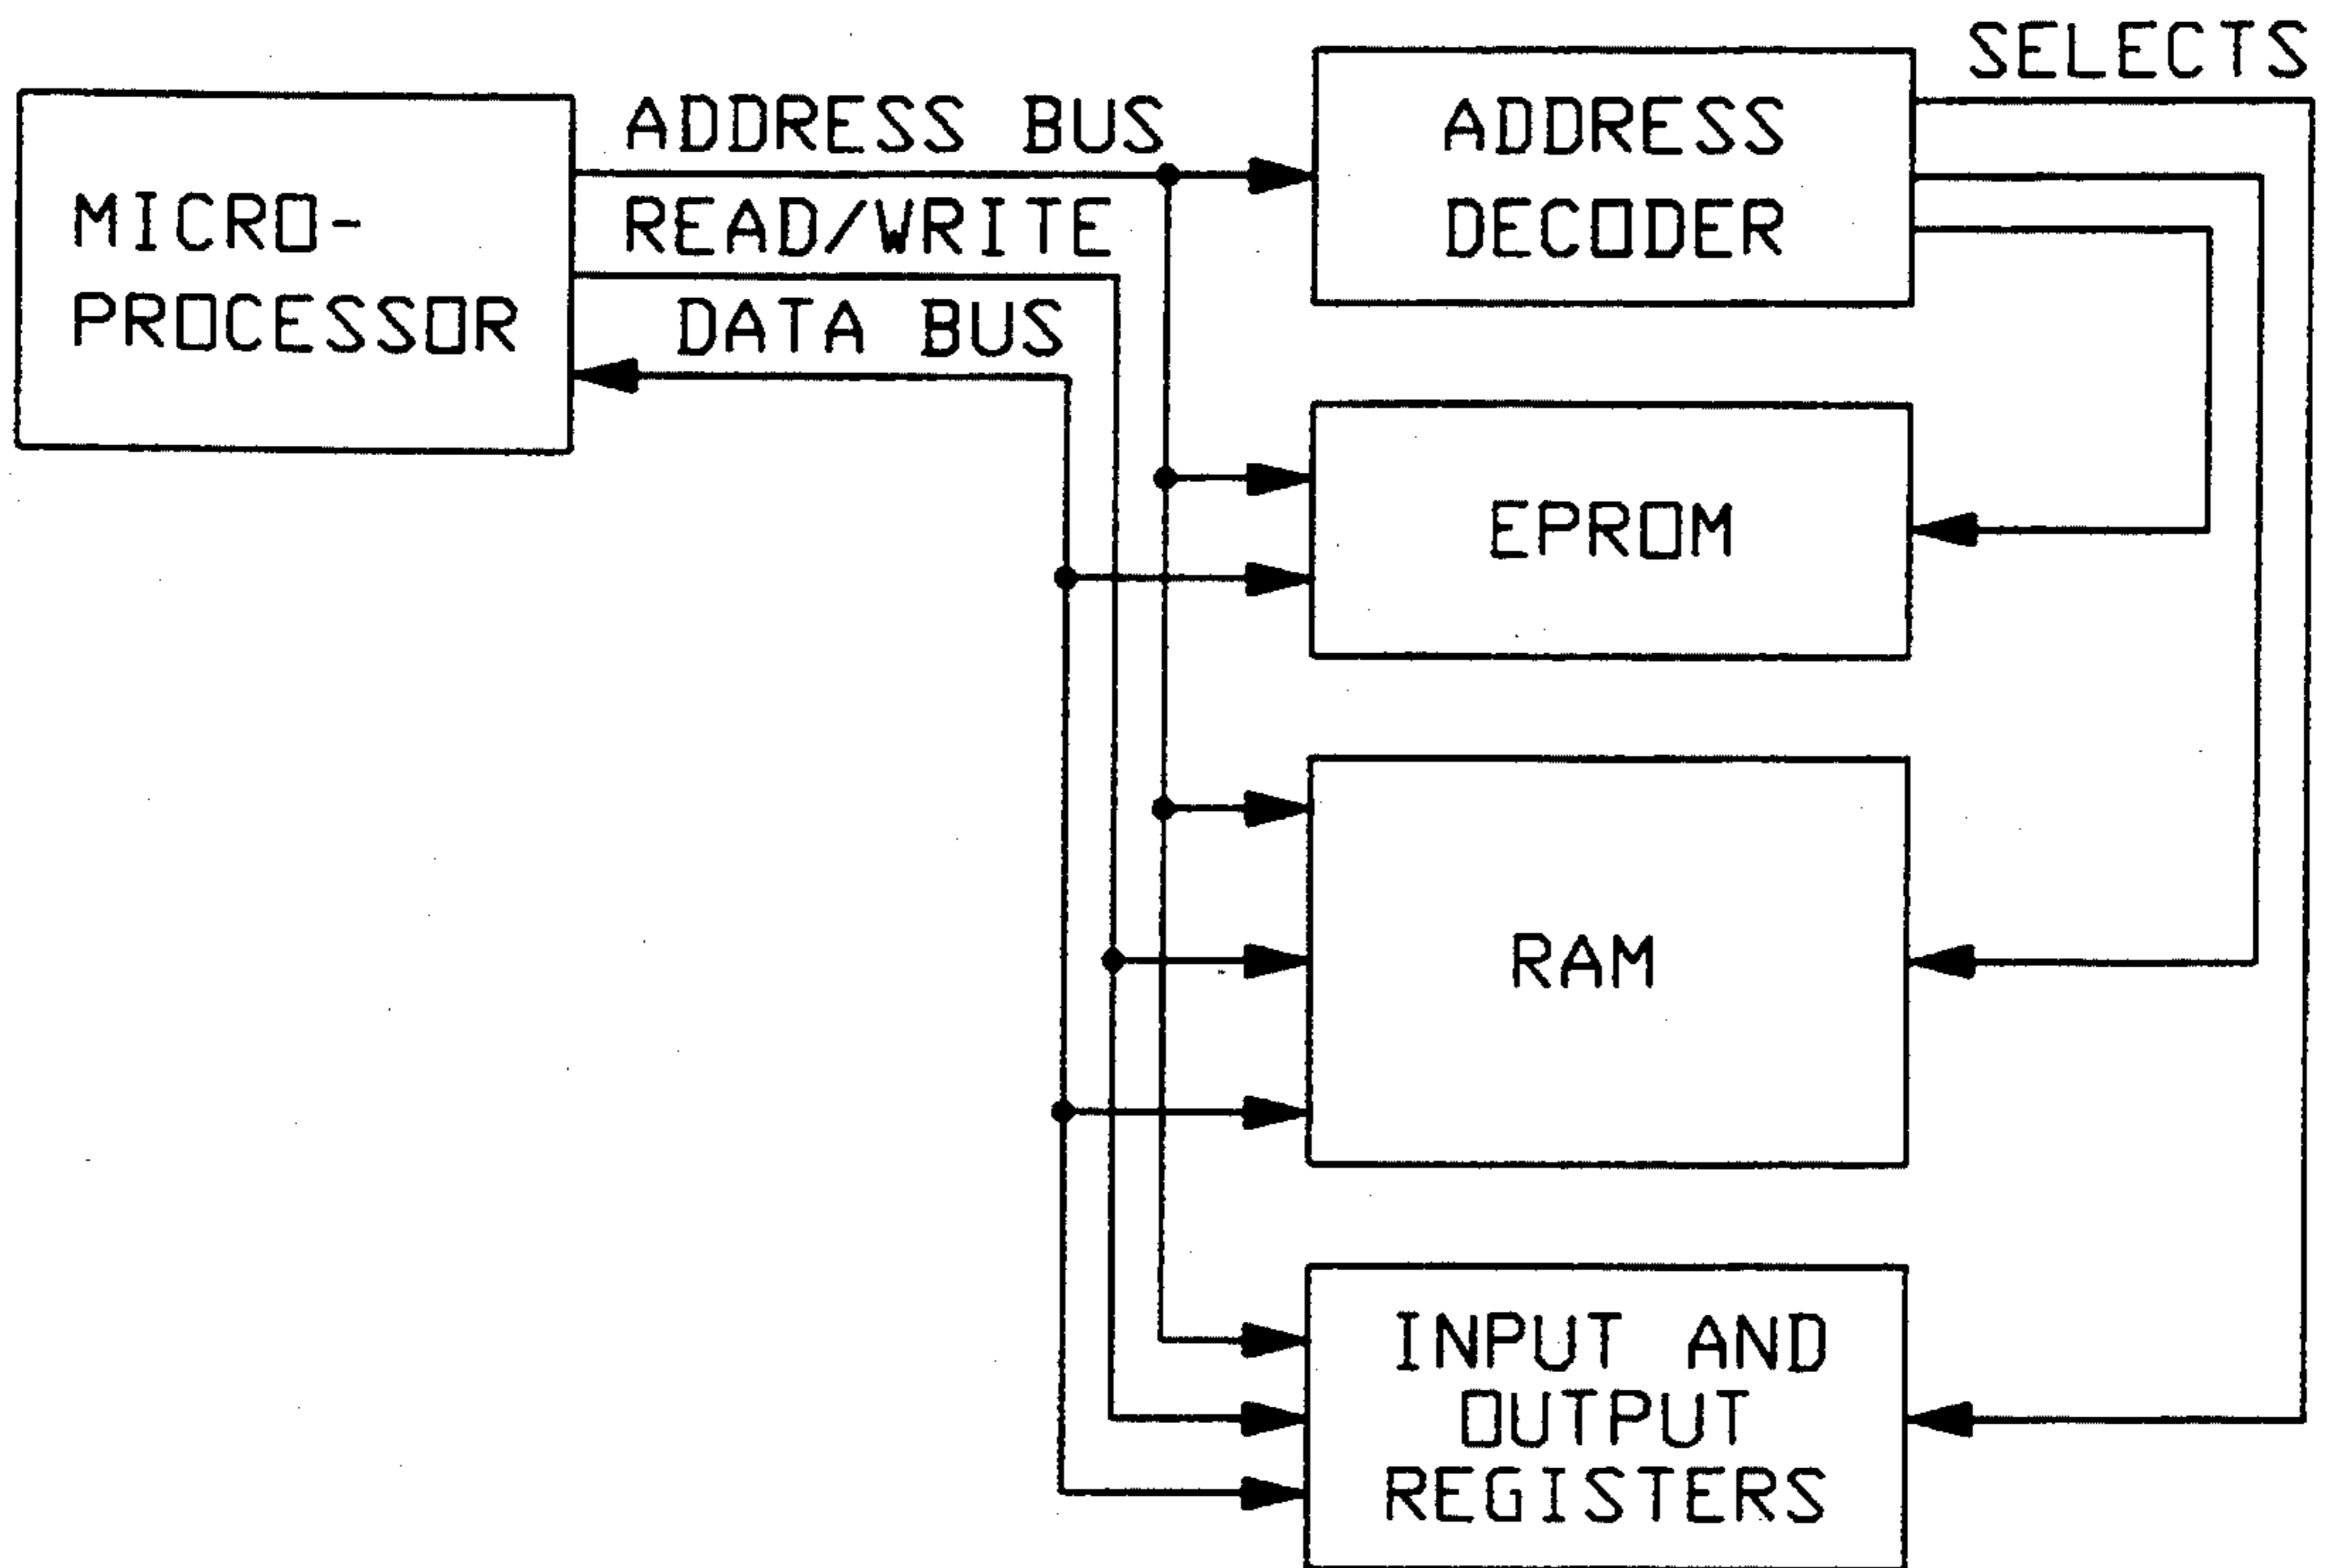 SELECTS
MICRO-
PROCESSOR
ADDRESS BUS
READ/WRITE
DATA BUS
ADDRESS
DECODER
EPROM
RAM
INPUT AND
OUTPUT
REGISTERS